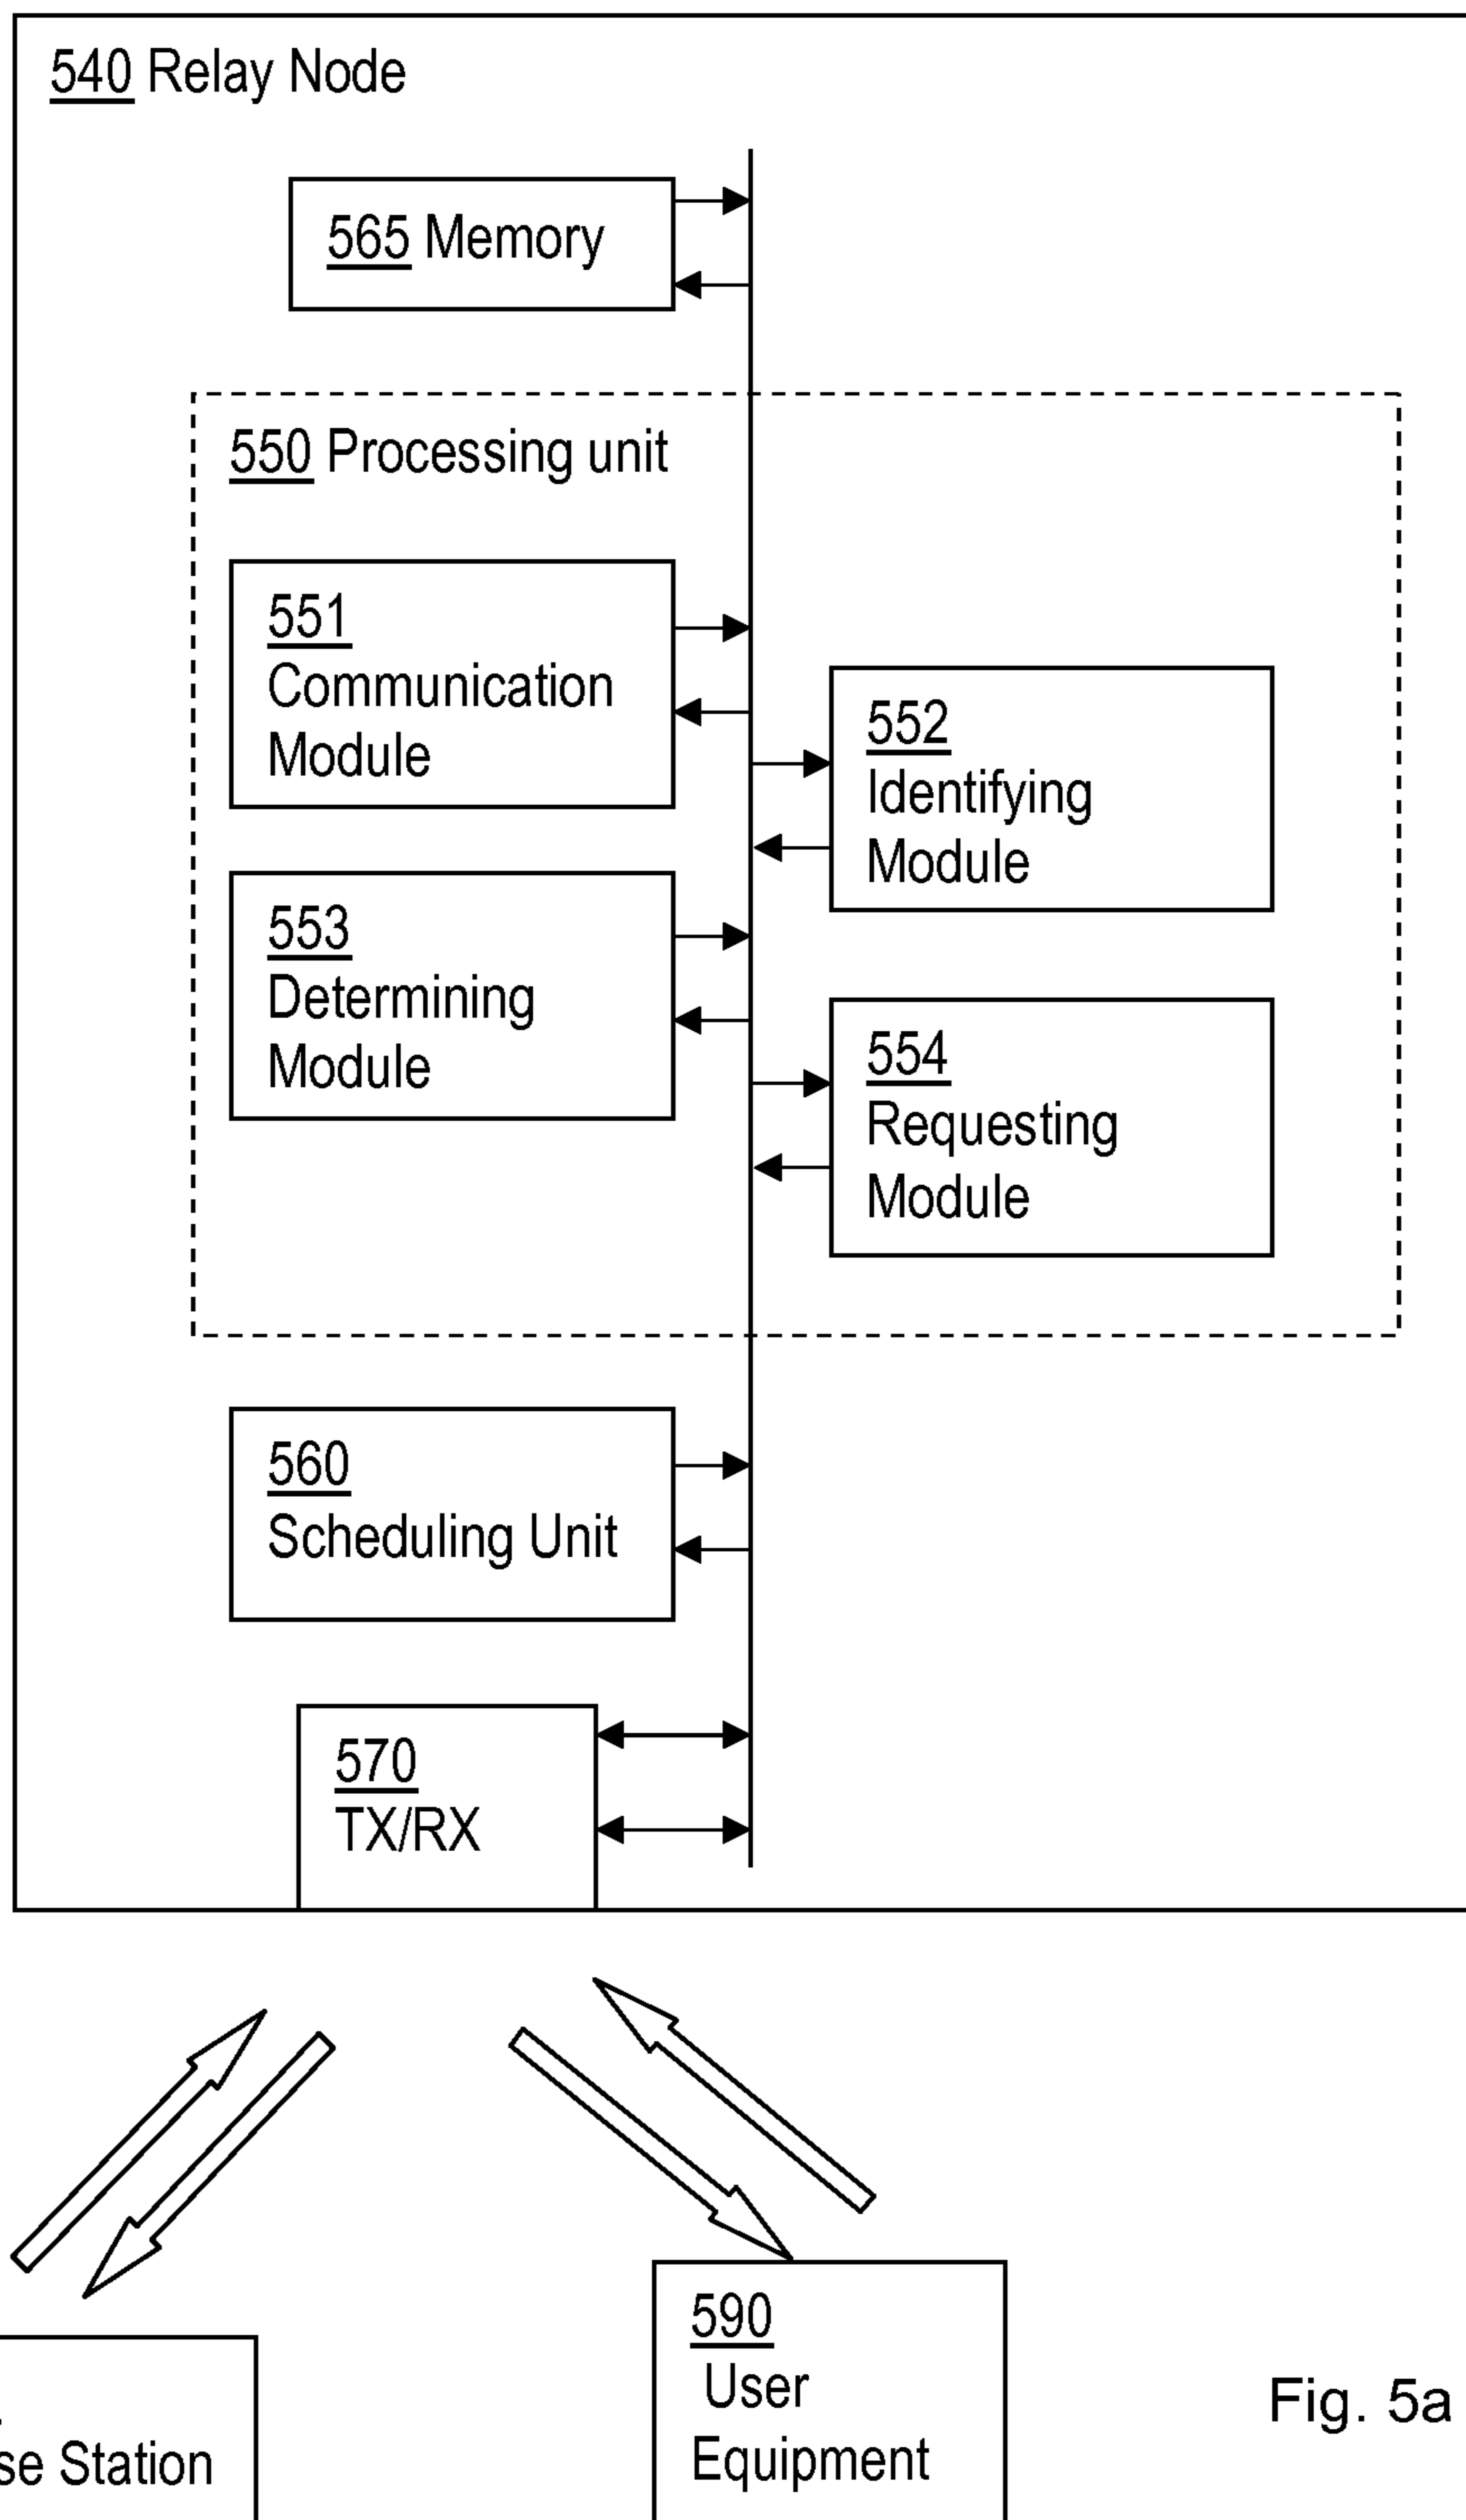 540 Relay Node
565 Memory
550 Processing unit
551
Communication
Module
552
Identifying
Module
553
Determining
Module
554
Requesting
Module
560
Scheduling Unit
570
TX/RX
590
User
Equipment
Station
Fig. 5a